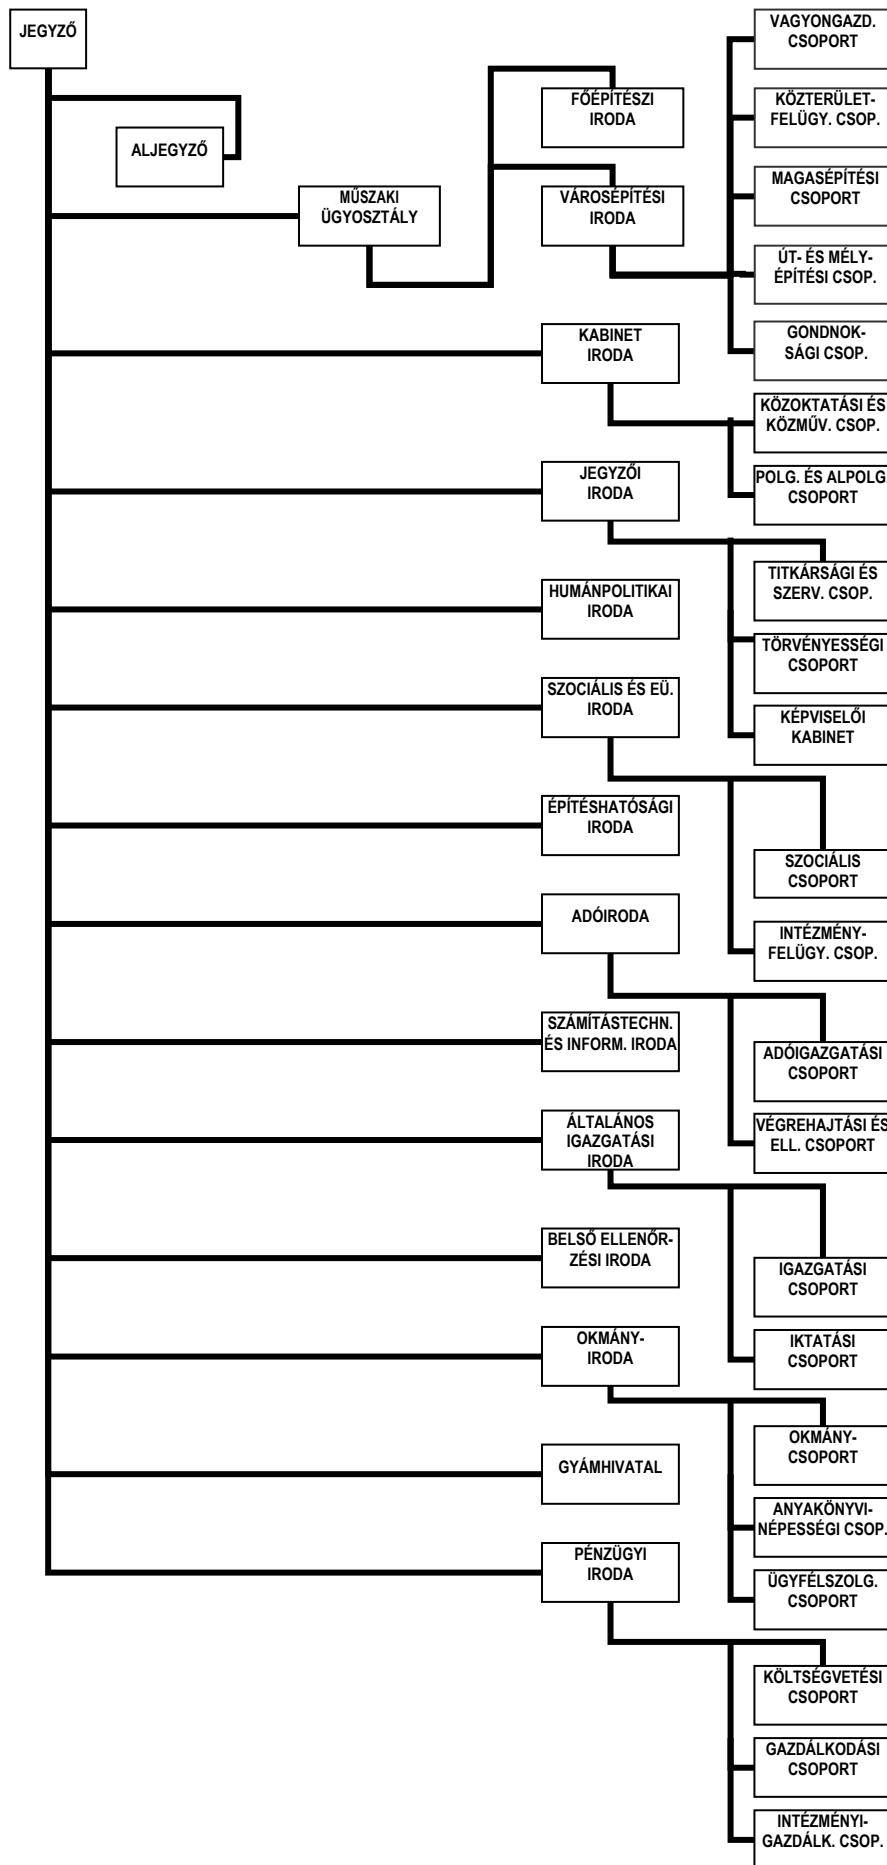 JEGYZŐ
ALJEGYZŐ
MŰSZAKI
ÜGYOSZTÁLY
FŐÉPÍTÉSZI
IRODA
VÁROSÉPÍTÉSI
IRODA
VAGYONGAZD.
CSOPORT
KÖZTERÜLET-
FELÜGY. CSOP.
MAGASÉPÍTÉSI
CSOPORT
ÚT- ÉS MÉLY-
ÉPÍTÉSI CSOP.
GONDNOK-
SÁGI CSOP.
KABINET
IRODA
KÖZOKTATÁSI ÉS
KÖZMŰV. CSOP.
POLG. ÉS ALPOLG.
CSOPORT
JEGYZŐI
IRODA
TITKÁRSÁGI ÉS
SZERV. CSOP.
TÖRVÉNYESSÉGI
CSOPORT
KÉPVISELŐI
KABINET
HUMÁNPOLITIKAI
IRODA
SZOCIÁLIS ÉS EÜ.
IRODA
SZOCIÁLIS
CSOPORT
INTÉZMÉNY-
FELÜGY. CSOP.
ÉPÍTÉSHATÓSÁGI
IRODA
ADÓIRODA
ADÓIGAZGATÁSI
CSOPORT
VÉGREHAJTÁSI ÉS
ELL. CSOPORT
SZÁMÍTÁSTECHN.
ÉS INFORM. IRODA
ÁLTALÁNOS
IGAZGATÁSI
IRODA
IGAZGATÁSI
CSOPORT
IKTATÁSI
CSOPORT
BELSŐ ELLENŐR-
ZÉSI IRODA
OKMÁNY-
IRODA
OKMÁNY-
CSOPORT
ANYAKÖNYVI-
NÉPESSÉGI CSOP.
ÜGYFÉLSZOLG.
CSOPORT
GYÁMHIVATAL
PÉNZÜGYI
IRODA
KÖLTSÉGVETÉSI
CSOPORT
GAZDÁLKODÁSI
CSOPORT
INTÉZMÉNYI-
GAZDÁLK. CSOP.